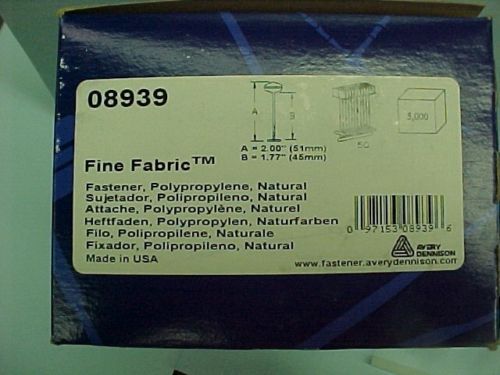 08939
A
B
A = 2.00" (51mm)
B = 1.77" (45mm)
50
5,000
Fine Fabric™
Fastener, Polypropylene, Natural
Sujetador, Polipropileno, Natural
Attache, Polypropylène, Naturel
Heftfaden, Polypropylen, Naturfarben
Filo, Polipropilene, Naturale
Fixador, Polipropileno, Natural
Made in USA
0 97153 08939 6
AVERY
DENNISON
www.fastener.averydennison.com